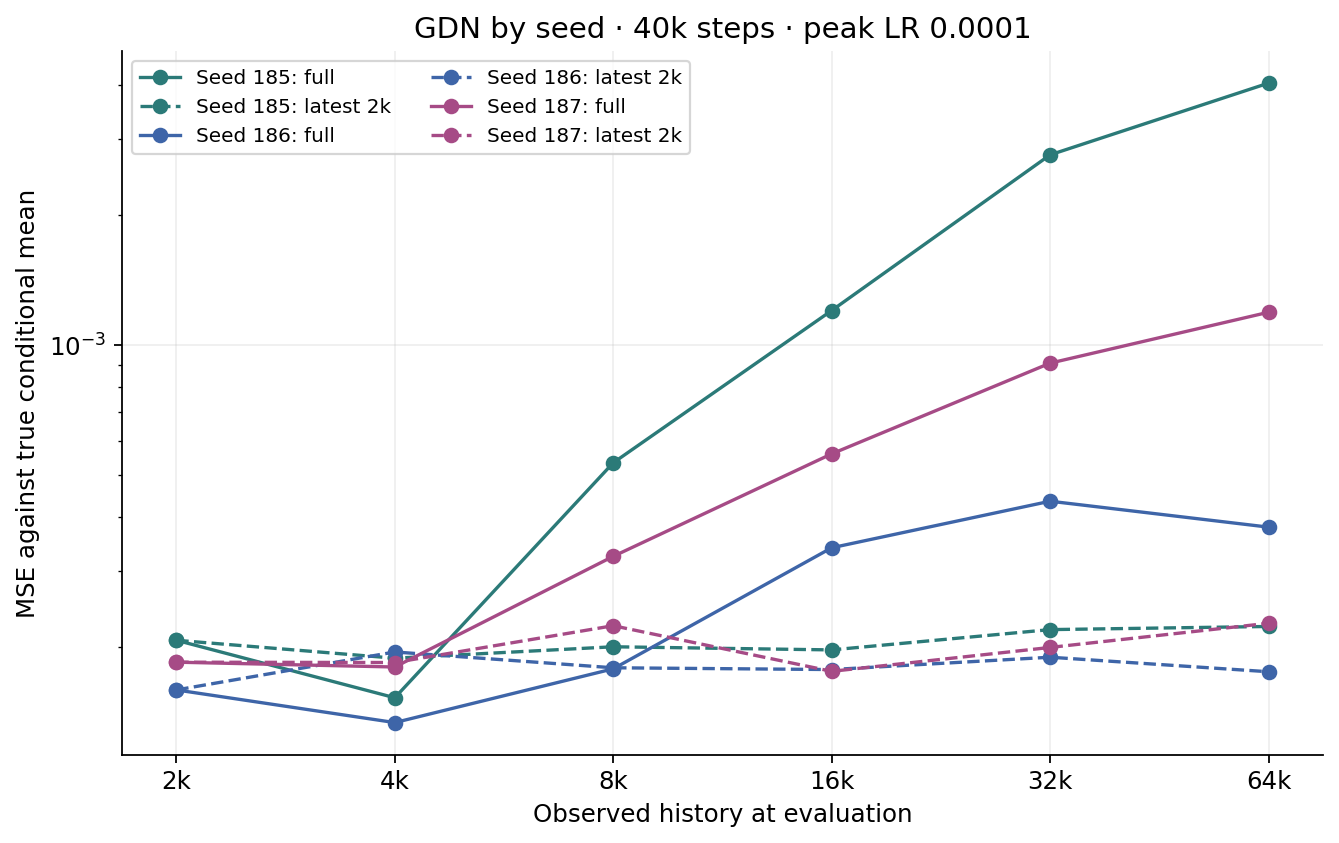 GDN by seed · 40k steps · peak LR 0.0001
Seed 185: full
Seed 185: latest 2k
Seed 186: full
Seed 186: latest 2k
Seed 187: full
Seed 187: latest 2k
MSE against true conditional mean
10⁻³
2k 4k 8k 16k 32k 64k
Observed history at evaluation